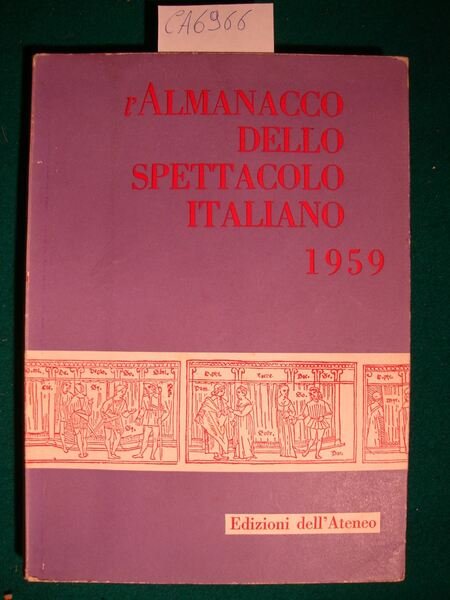 CA6966
l'ALMANACCO
DELLO
SPETTACOLO
ITALIANO
1959
Edizioni dell'Ateneo